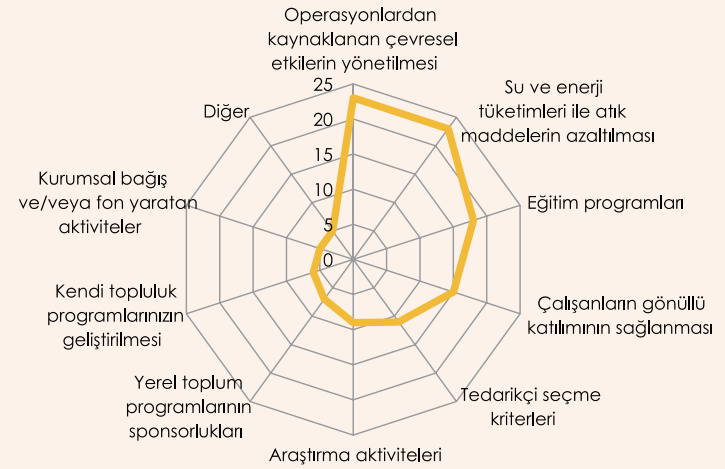 Operasyonlardan
kaynaklanan çevresel
etkilerin yönetilmesi
25
20
15
10
5
0
Su ve enerji
tüketimleri ile atık
maddelerin azaltılması
Eğitim programları
Çalışanların gönüllü
katılımının sağlanması
Tedarikçi seçme
kriterleri
Araştırma aktiviteleri
Yerel toplum
programlarının
sponsorlukları
Kendi topluluk
programlarınızın
geliştirilmesi
Kurumsal bağış
ve/veya fon yaratan
aktiviteler
Diğer